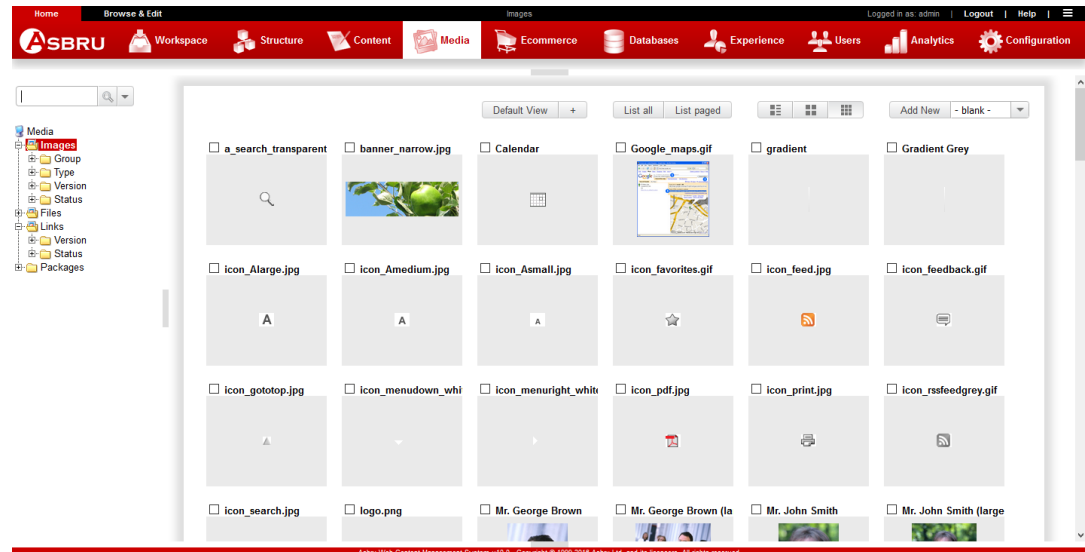 Home Browse & Edit Images Logged in as: admin | Logout | Help |
ASBRU Workspace Structure Content Media Ecommerce Databases Experience Users Analytics Configuration
Default View + List all List paged Add New - blank -
Media
Images
Group
Type
Version
Status
Files
Links
Version
Status
Packages
a_search_transparent banner_narrow.jpg Calendar Google_maps.gif gradient Gradient Grey
icon_Alarge.jpg icon_Amedium.jpg icon_Asmall.jpg icon_favorites.gif icon_feed.jpg icon_feedback.gif
A A A
icon_gototop.jpg icon_menudown_whi icon_menuright_white icon_pdf.jpg icon_print.jpg icon_rssfeedgrey.gif
icon_search.jpg logo.png Mr. George Brown Mr. George Brown (la Mr. John Smith Mr. John Smith (large